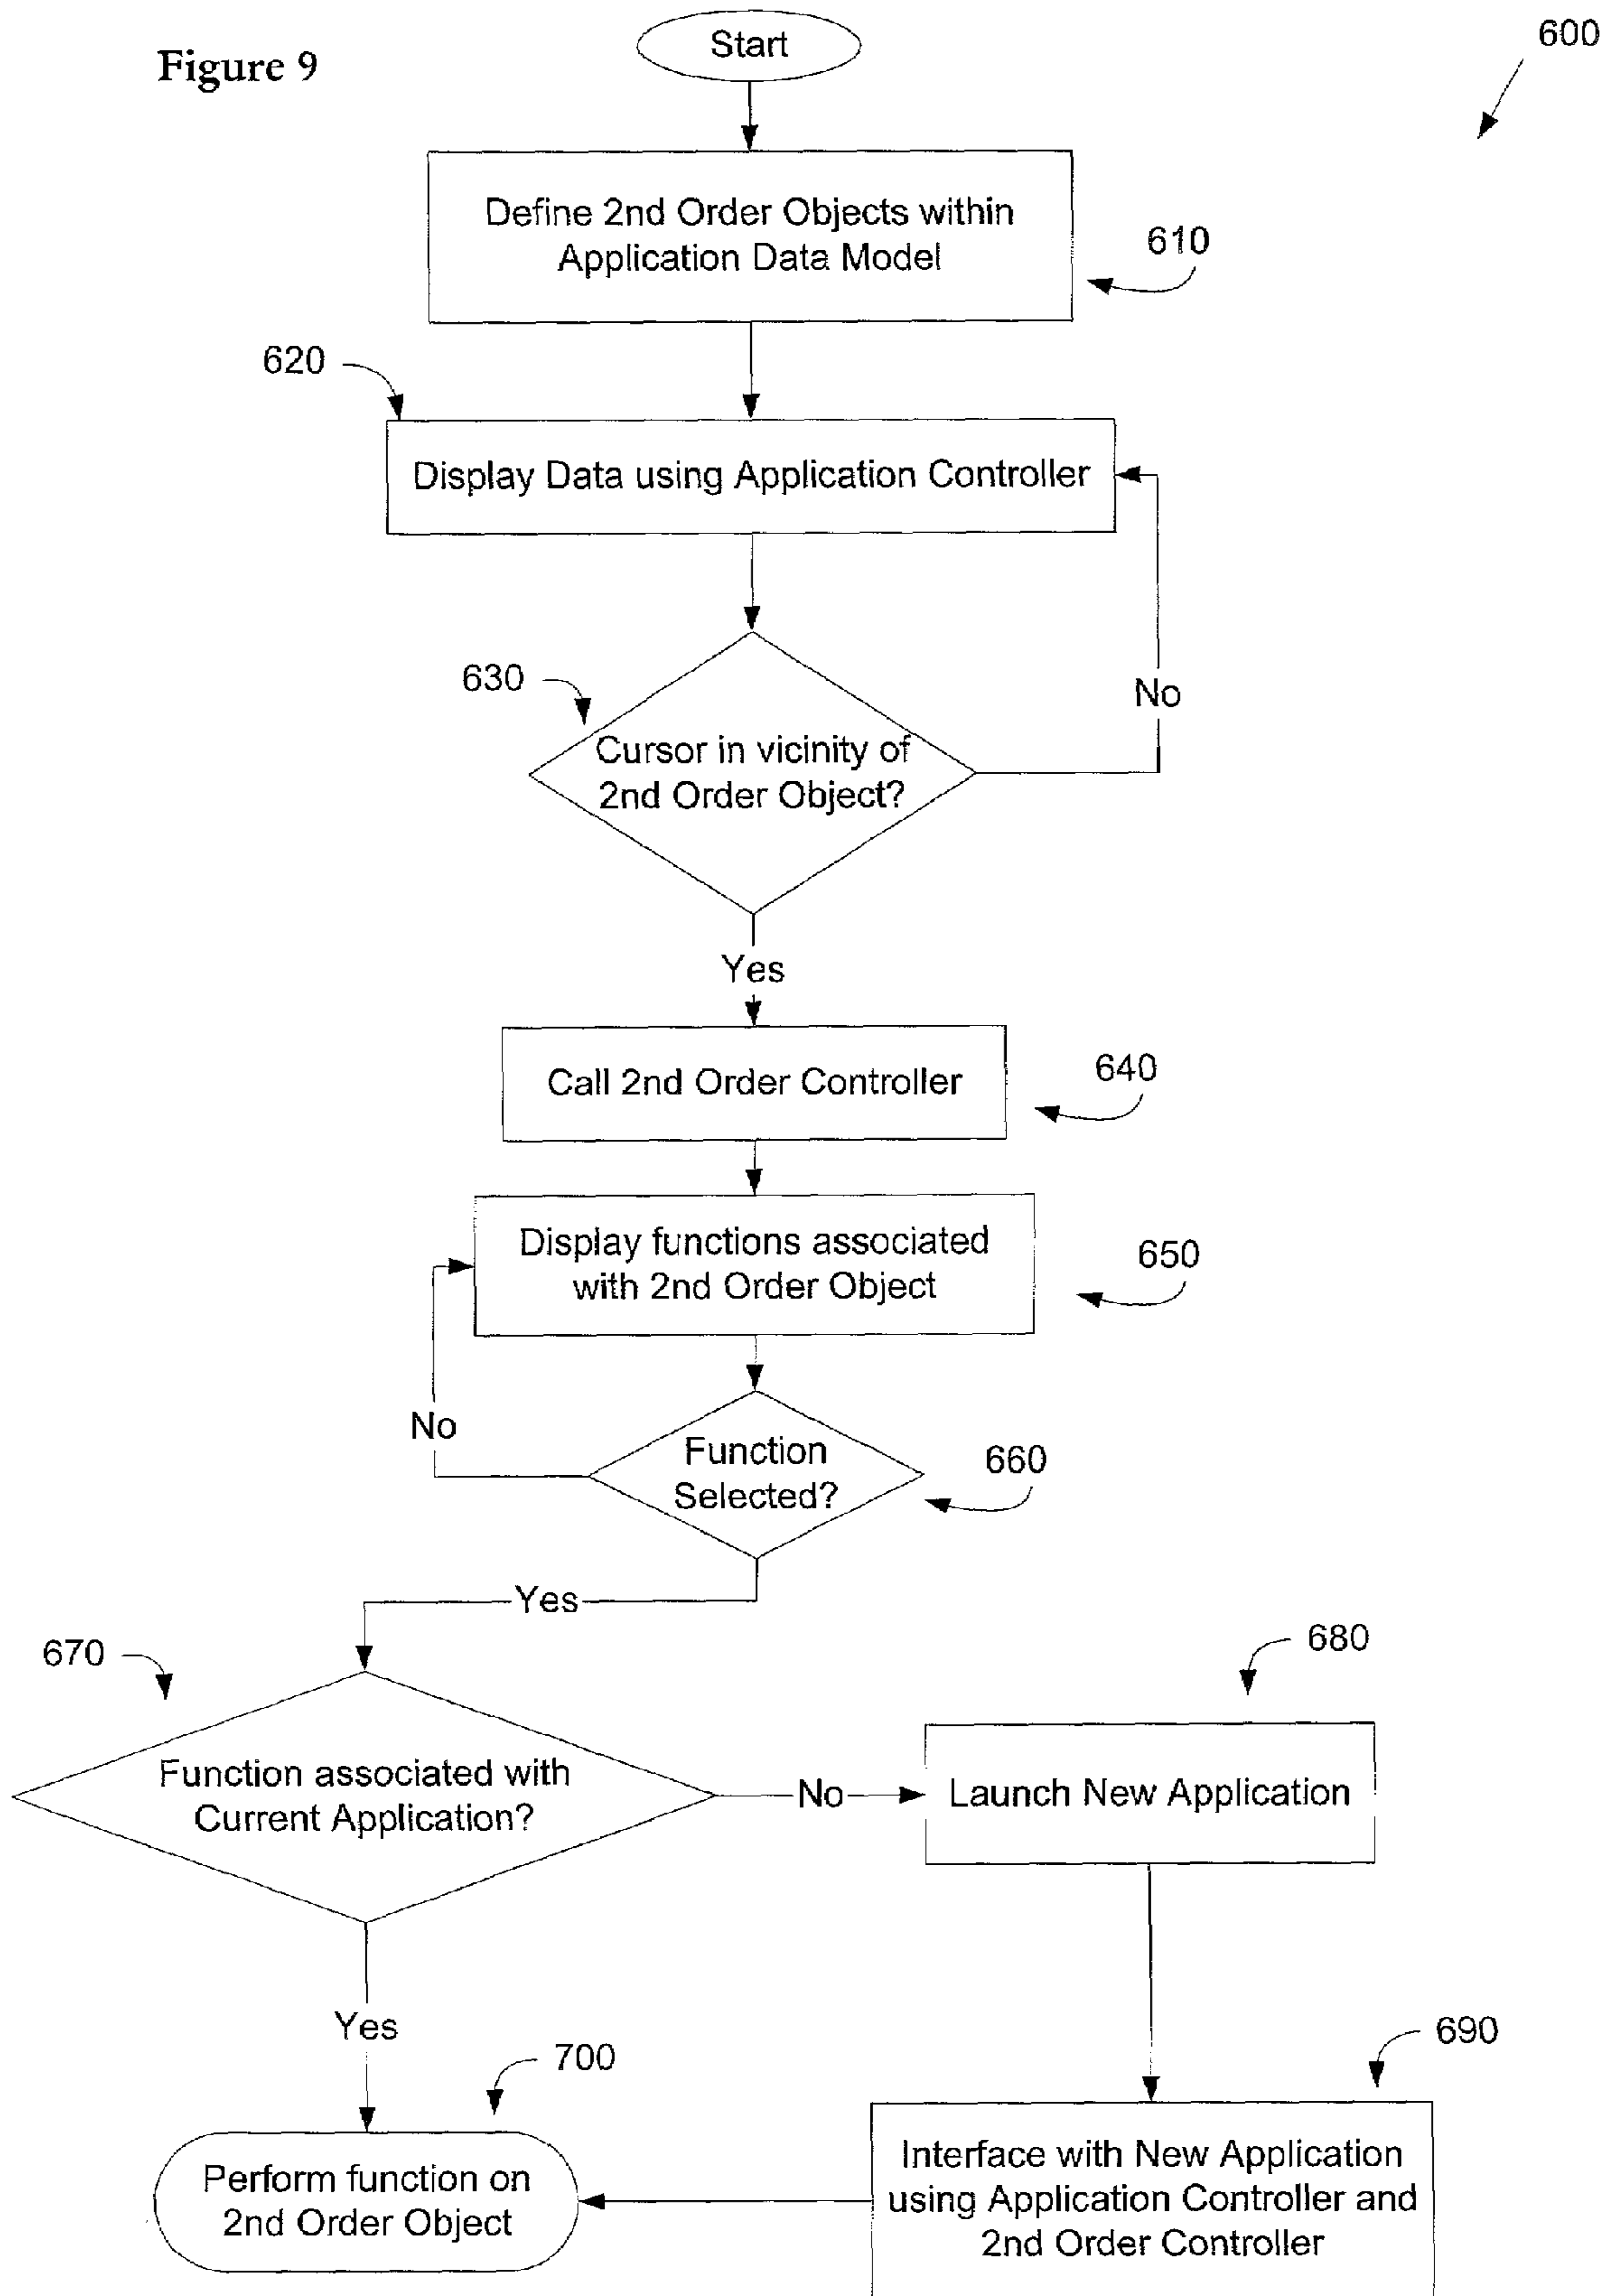 Figure 9
Start
600
Define 2nd Order Objects within
Application Data Model
610
620
Display Data using Application Controller
630
Cursor in vicinity of
2nd Order Object?
No
Yes
Call 2nd Order Controller
640
Display functions associated
with 2nd Order Object
650
No
Function
Selected?
660
Yes
670
680
Function associated with
Current Application?
No
Launch New Application
Yes
700
690
Perform function on
2nd Order Object
Interface with New Application
using Application Controller and
2nd Order Controller